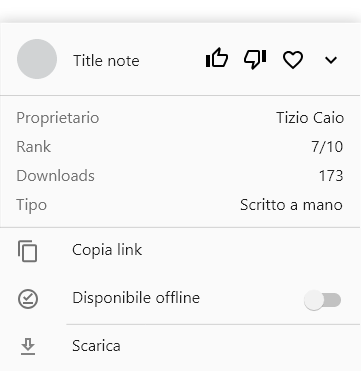 Title note
Proprietario Tizio Caio
Rank 7/10
Downloads 173
Tipo Scritto a mano
Copia link
Disponibile offline
Scarica